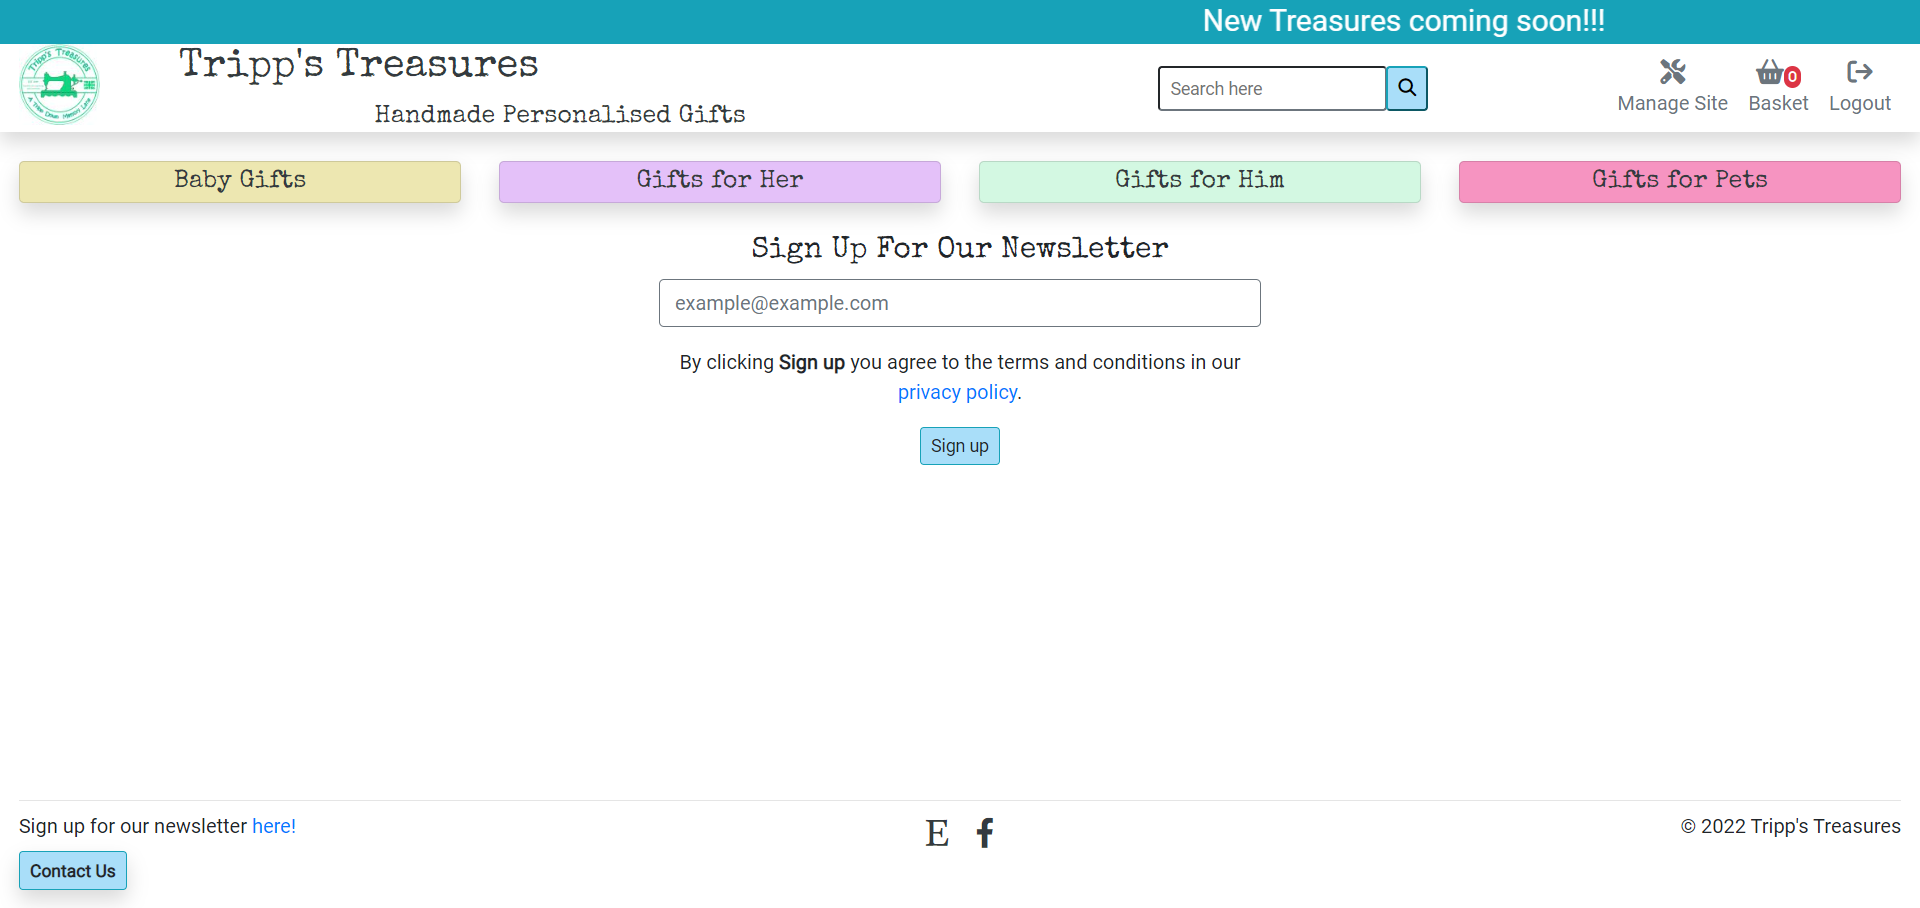 New Treasures coming soon!!!
Tripp's Treasures
Tripp's Treasures
Handmade Personalised Gifts
Search here
Manage Site
0
Basket
Logout
Baby Gifts
Gifts for Her
Gifts for Him
Gifts for Pets
Sign Up For Our Newsletter
example@example.com
By clicking Sign up you agree to the terms and conditions in our
privacy policy.
Sign up
Sign up for our newsletter here!
E
f
© 2022 Tripp's Treasures
Contact Us